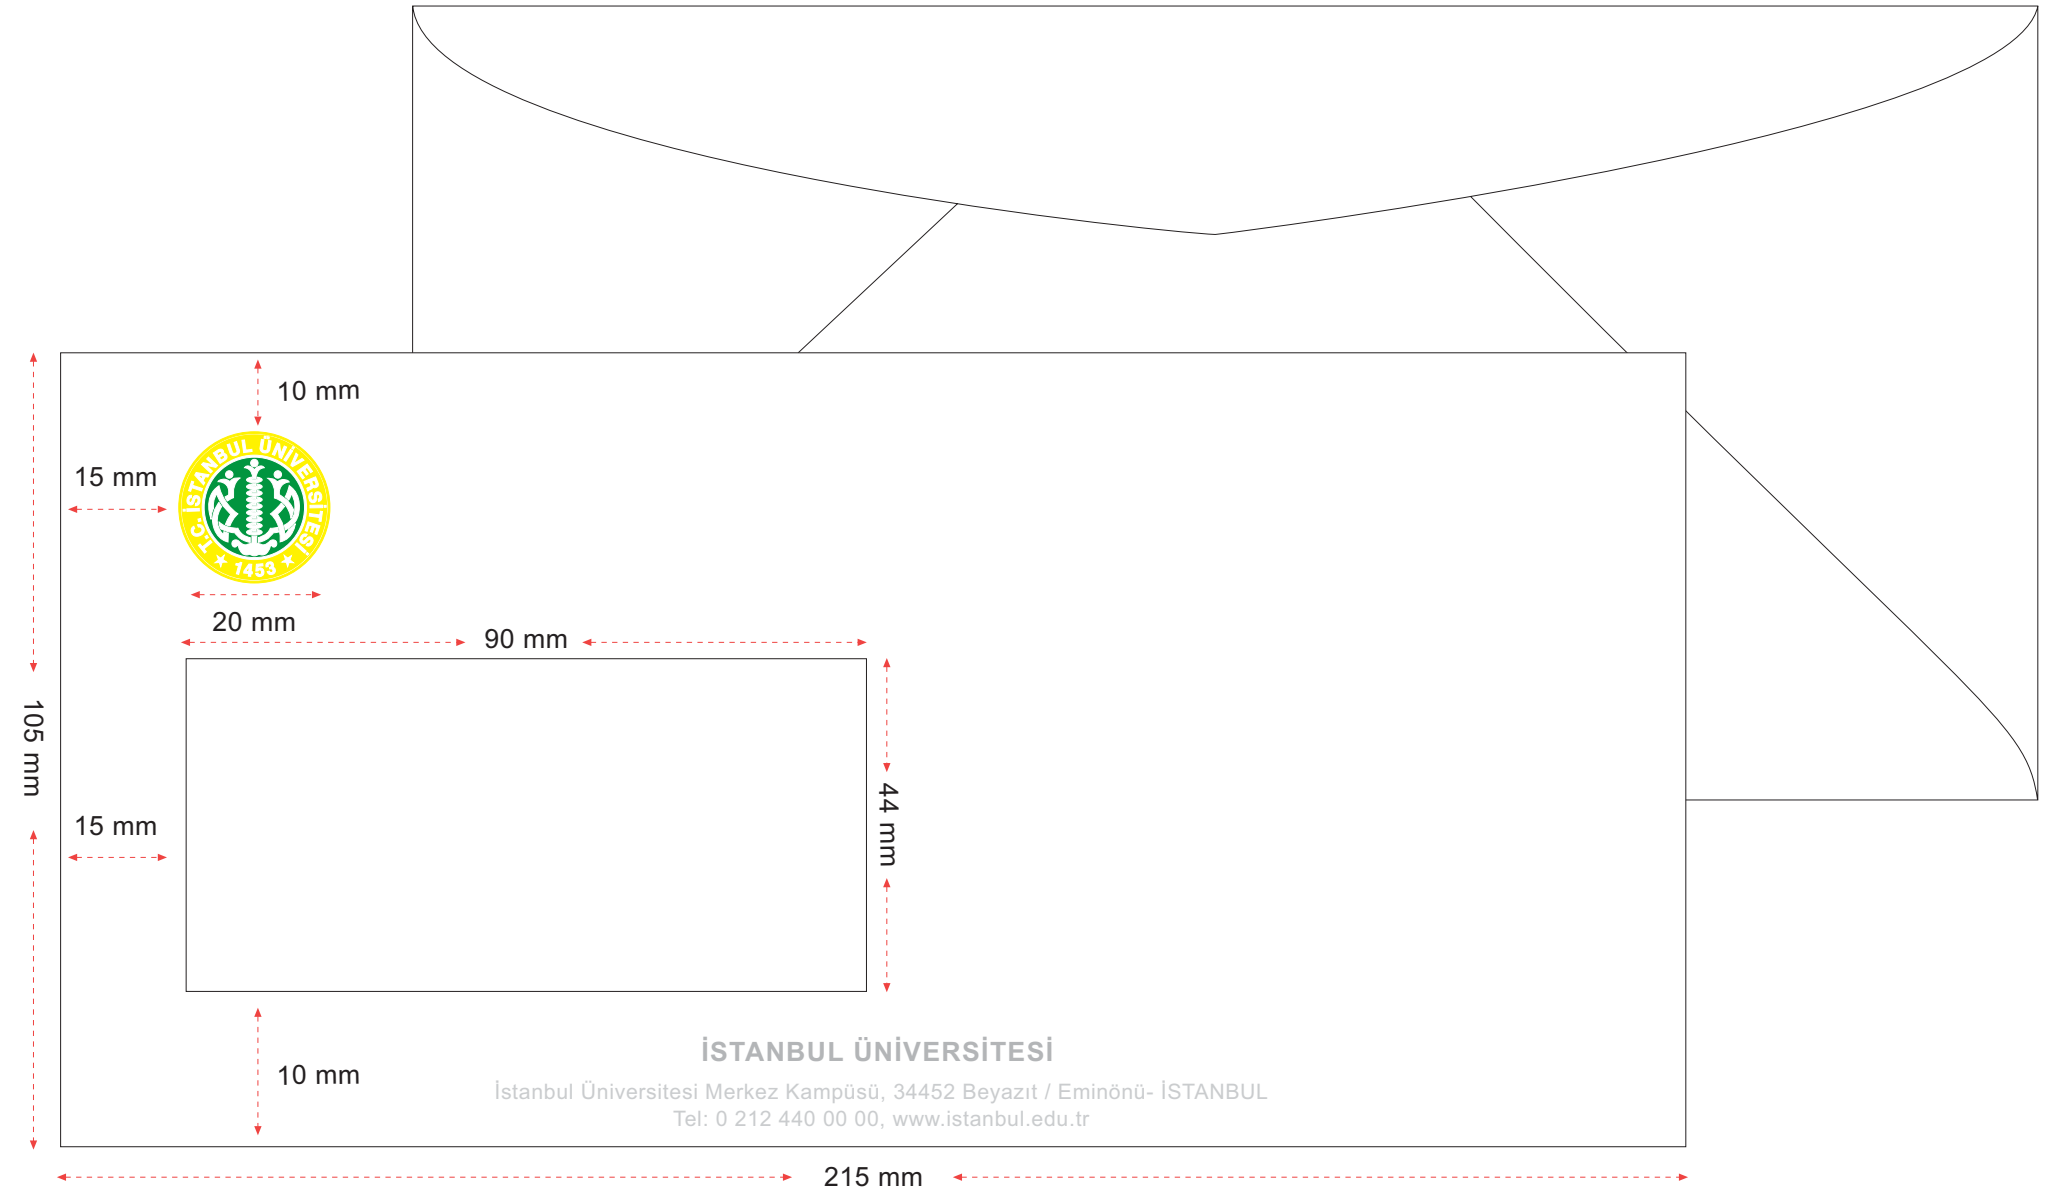 10 mm
T.C. İSTANBUL ÜNİVERSİTESİ
1453
15 mm
20 mm
90 mm
105 mm
44 mm
15 mm
10 mm
İSTANBUL ÜNİVERSİTESİ
İstanbul Üniversitesi Merkez Kampüsü, 34452 Beyazıt / Eminönü- İSTANBUL
Tel: 0 212 440 00 00, www.istanbul.edu.tr
215 mm